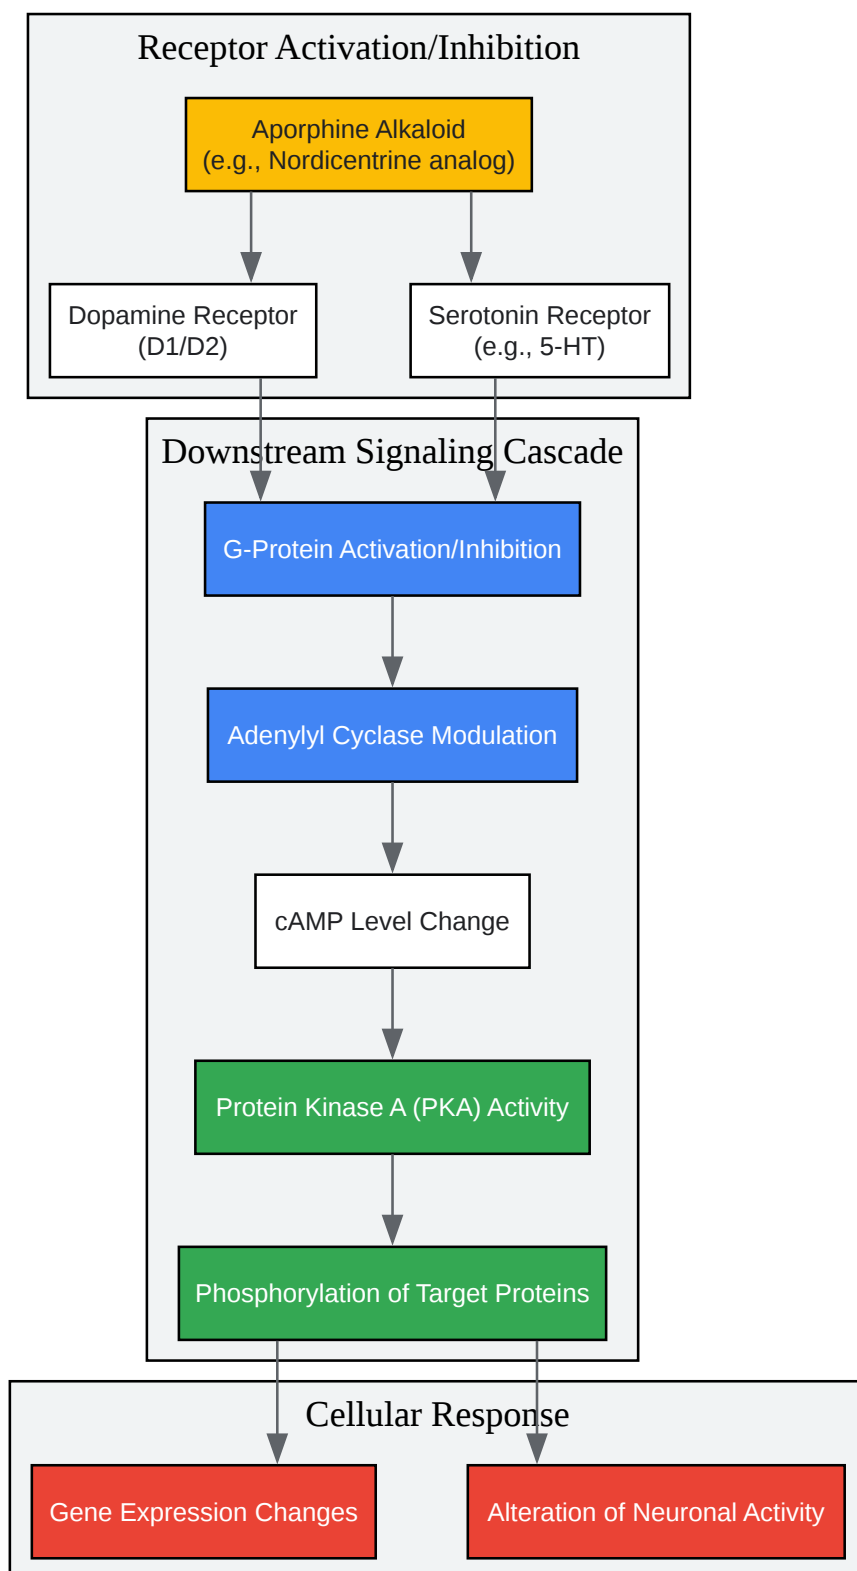 Receptor Activation/Inhibition
Aporphine Alkaloid
(e.g., Nordicentrine analog)
Dopamine Receptor
(D1/D2)
Serotonin Receptor
(e.g., 5-HT)
Downstream Signaling Cascade
G-Protein Activation/Inhibition
Adenylyl Cyclase Modulation
cAMP Level Change
Protein Kinase A (PKA) Activity
Phosphorylation of Target Proteins
Cellular Response
Gene Expression Changes
Alteration of Neuronal Activity